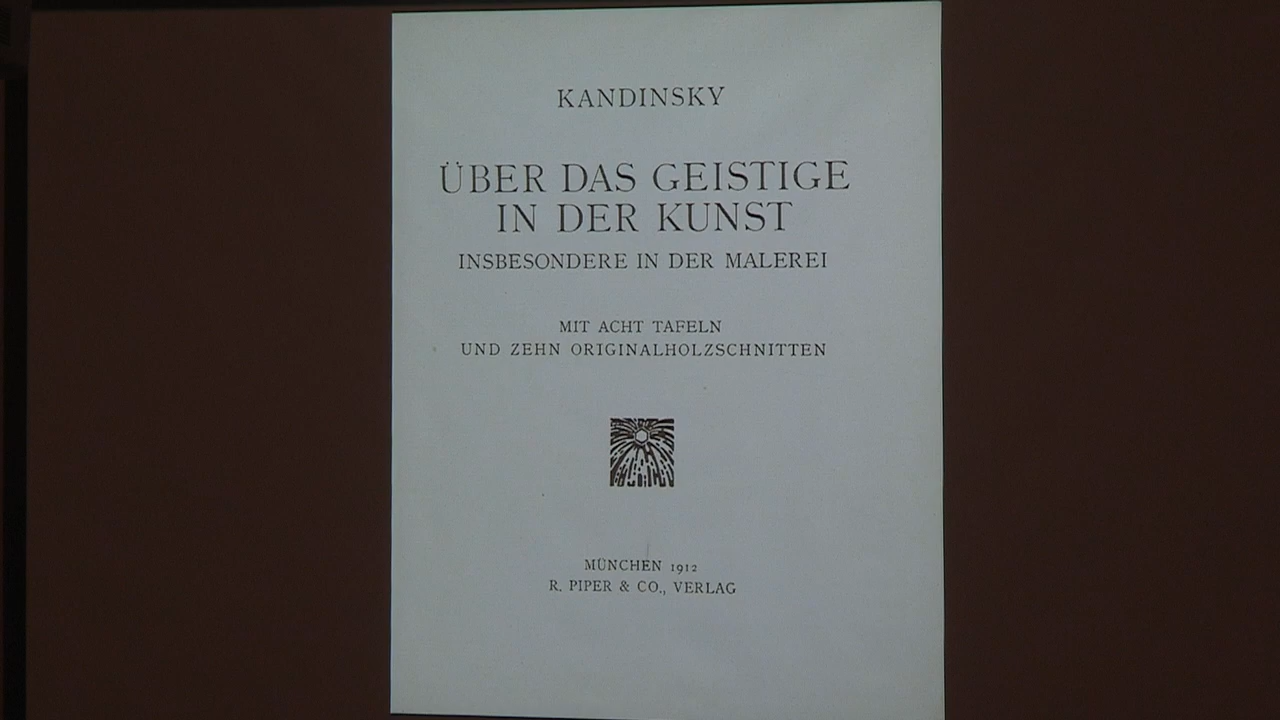 KANDINSKY
ÜBER DAS GEISTIGE
IN DER KUNST
INSBESONDERE IN DER MALEREI
MIT ACHT TAFELN
UND ZEHN ORIGINALHOLZSCHNITTEN
MÜNCHEN 1912
R. PIPER & CO., VERLAG